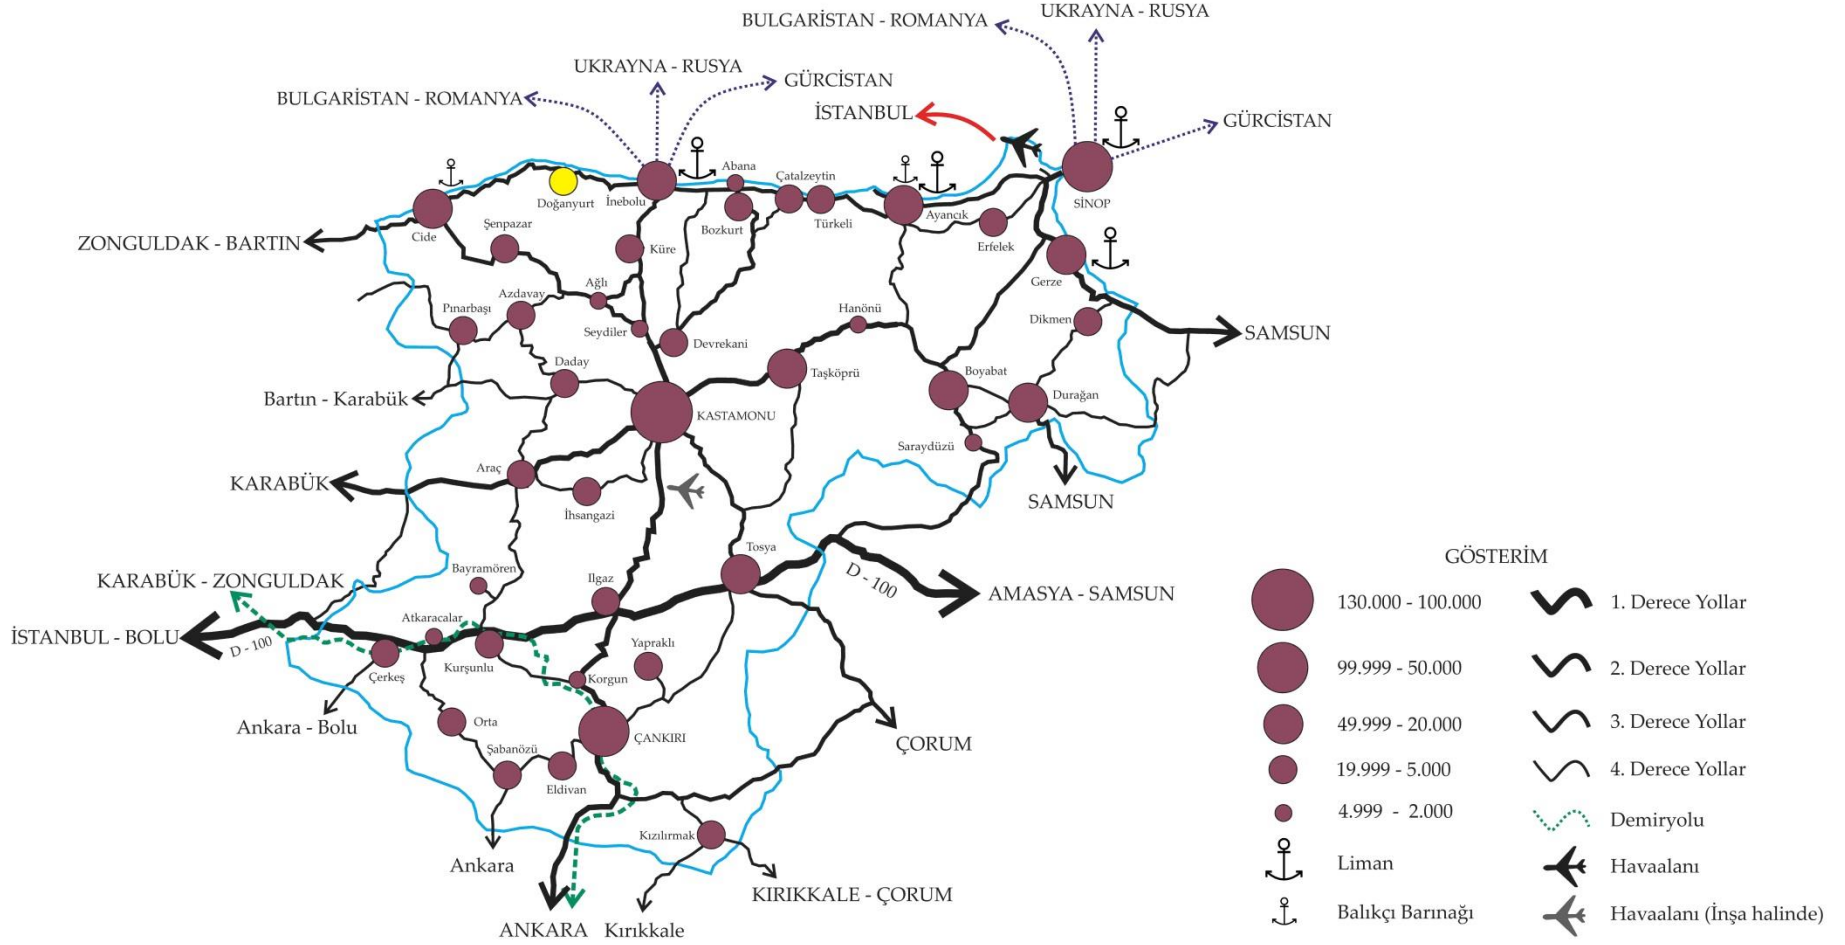 BULGARİSTAN - ROMANYA
UKRAYNA - RUSYA
UKRAYNA - RUSYA
GÜRCİSTAN
BULGARİSTAN - ROMANYA
İSTANBUL
GÜRCİSTAN
Abana
Çatalzeytin
Doğanyurt
İnebolu
SİNOP
Cide
Şenpazar
Bozkurt
Türkeli
Ayancık
Erfelek
ZONGULDAK - BARTIN
Küre
Gerze
Ağlı
Azdavay
Pınarbaşı
Hanönü
Dikmen
Seydiler
Devrekani
SAMSUN
Daday
Taşköprü
Boyabat
Durağan
Bartın - Karabük
KASTAMONU
Saraydüzü
Araç
KARABÜK
İhsangazi
SAMSUN
Tosya
Bayramören
Ilgaz
D - 100
KARABÜK - ZONGULDAK
AMASYA - SAMSUN
Atkaracalar
İSTANBUL - BOLU
D - 100
Kurşunlu
Yapraklı
Çerkeş
Korgun
Ankara - Bolu
Orta
ÇANKIRI
ÇORUM
Şabanözü
Eldivan
Kızılırmak
Ankara
KIRIKKALE - ÇORUM
ANKARA
Kırıkkale
GÖSTERİM
130.000 - 100.000
1. Derece Yollar
99.999 - 50.000
2. Derece Yollar
49.999 - 20.000
3. Derece Yollar
19.999 - 5.000
4. Derece Yollar
4.999 - 2.000
Demiryolu
Liman
Havaalanı
Balıkçı Barınağı
Havaalanı (İnşa halinde)